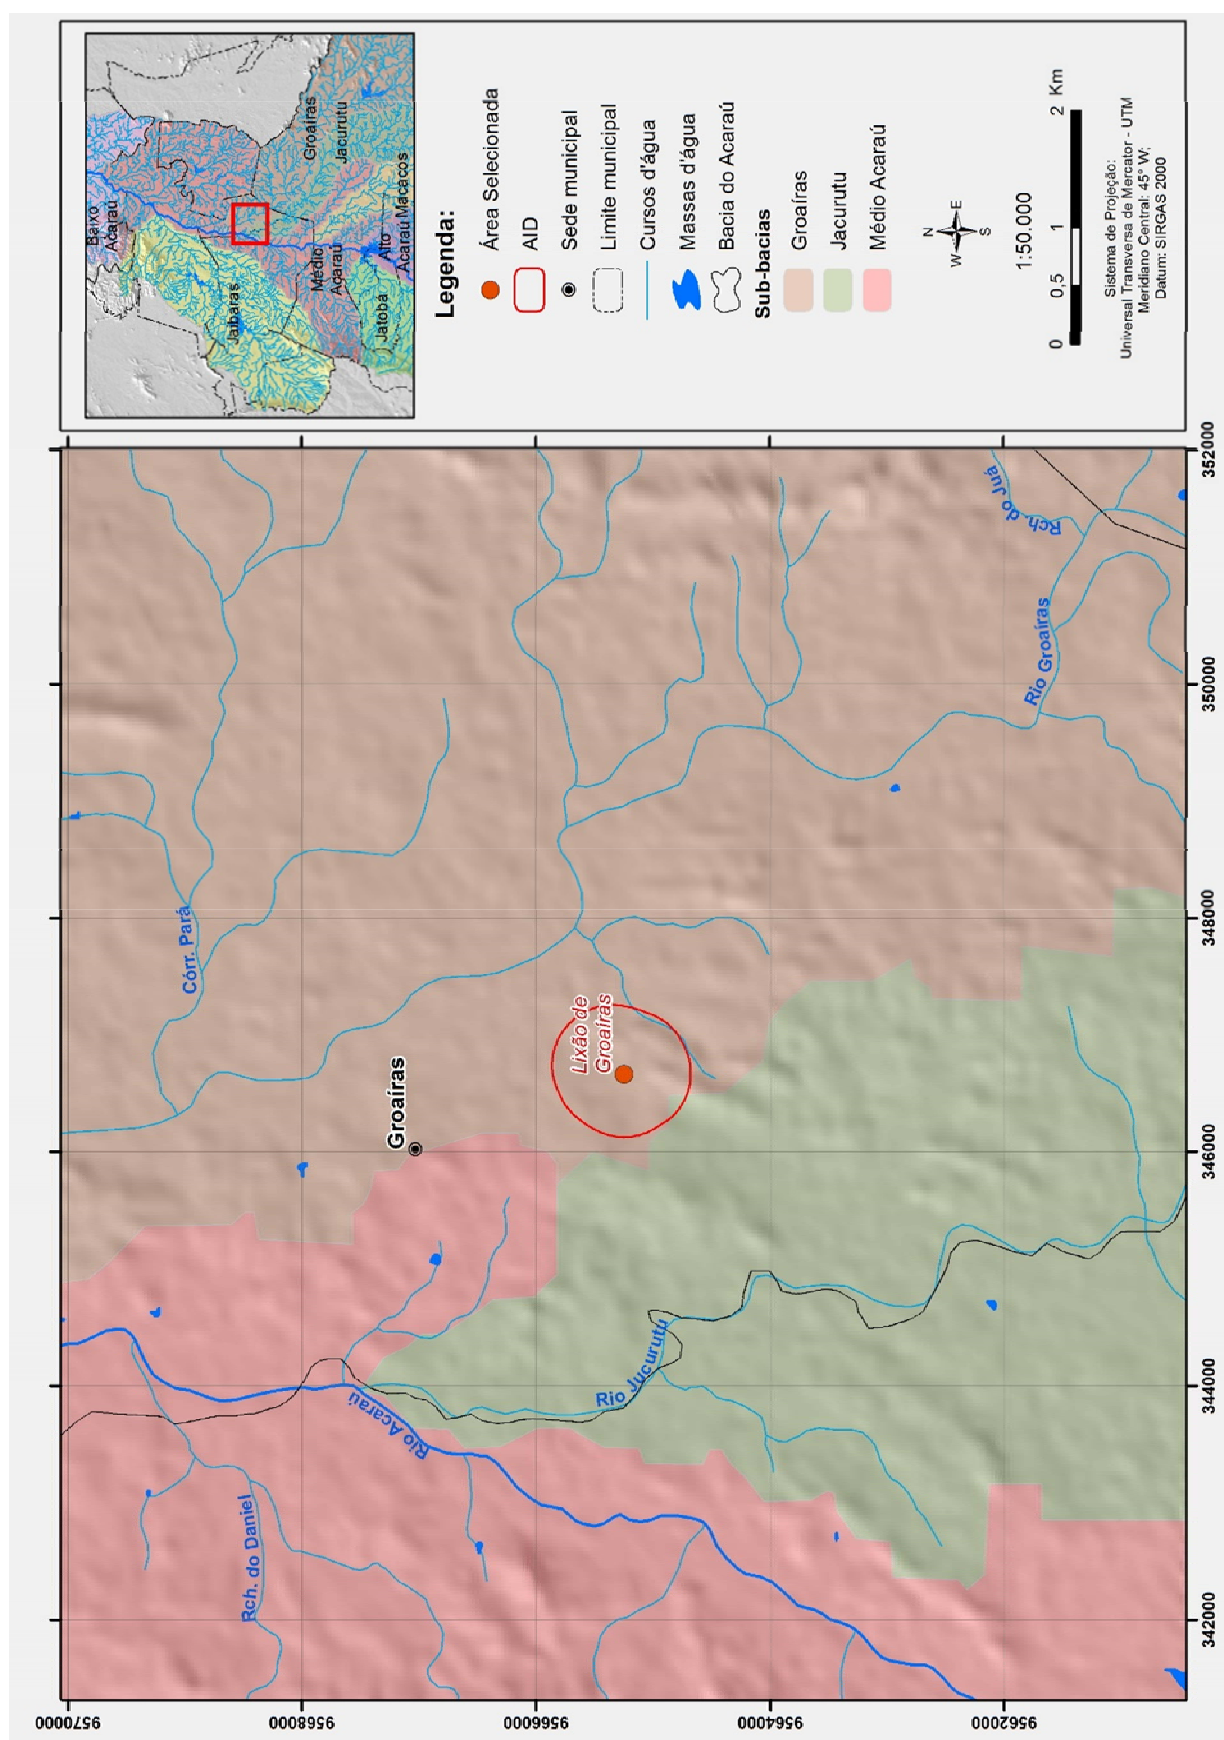 Baixo
Acaraú
Groaíras
Jacurutu
Jaibaras
Médio
Acaraú
Alto
Acaraú
Macacos
Jatobá
Legenda:
Área Selecionada
AID
Sede municipal
Limite municipal
Cursos d'água
Massas d'água
Bacia do Acaraú
Sub-bacias
Groaíras
Jacurutu
Médio Acaraú
N
W
E
S
1:50.000
0
0,5
1
2
Km
Sistema de Projeção:
Universal Transversa de Mercator - UTM
Meridiano Central: 45° W;
Datum: SIRGAS 2000
9570000
9568000
9566000
9564000
9562000
342000
344000
346000
348000
350000
352000
Córr. Pará
Groaíras
Lixão de
Groaíras
Rio Groaíras
Rch. do Juá
Rio Acaraú
Rio Jucurutu
Rch. do Daniel